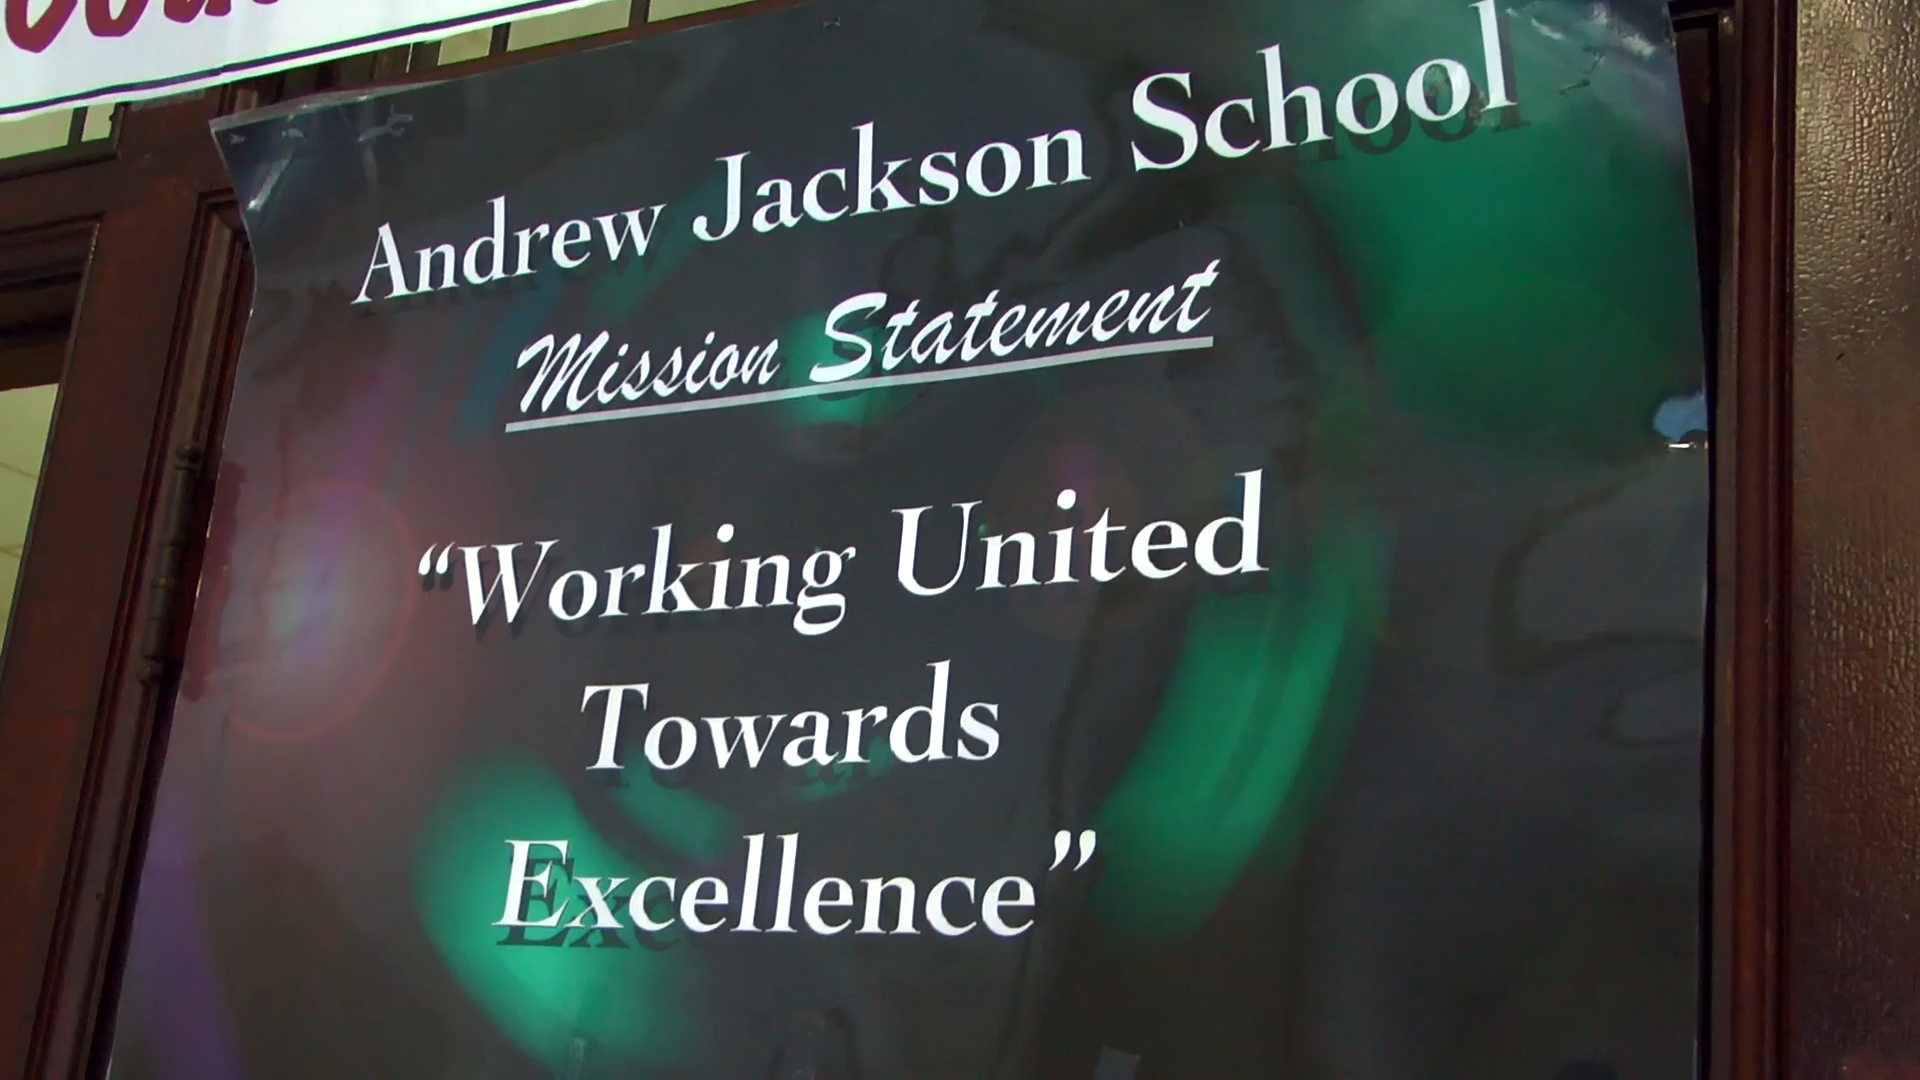 Andrew Jackson School
Mission Statement
“Working United
Towards
Excellence”